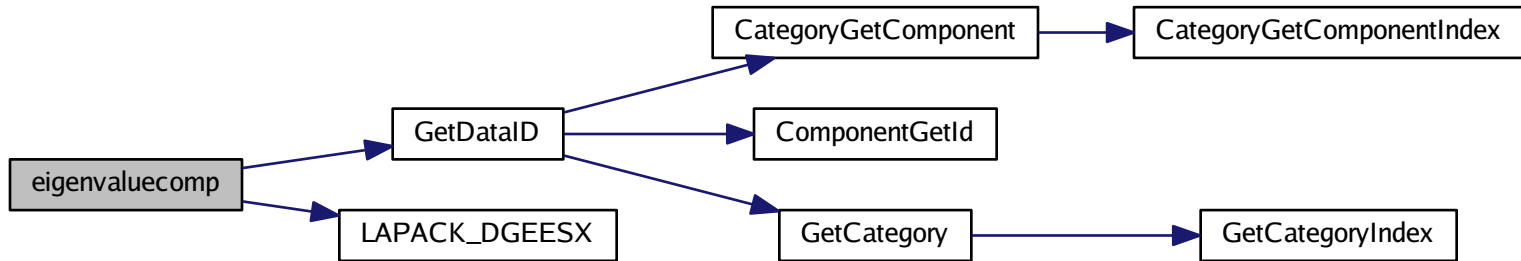 CategoryGetComponent
CategoryGetComponentIndex
GetDataID
ComponentGetId
eigenvaluecomp
LAPACK_DGEESX
GetCategory
GetCategoryIndex